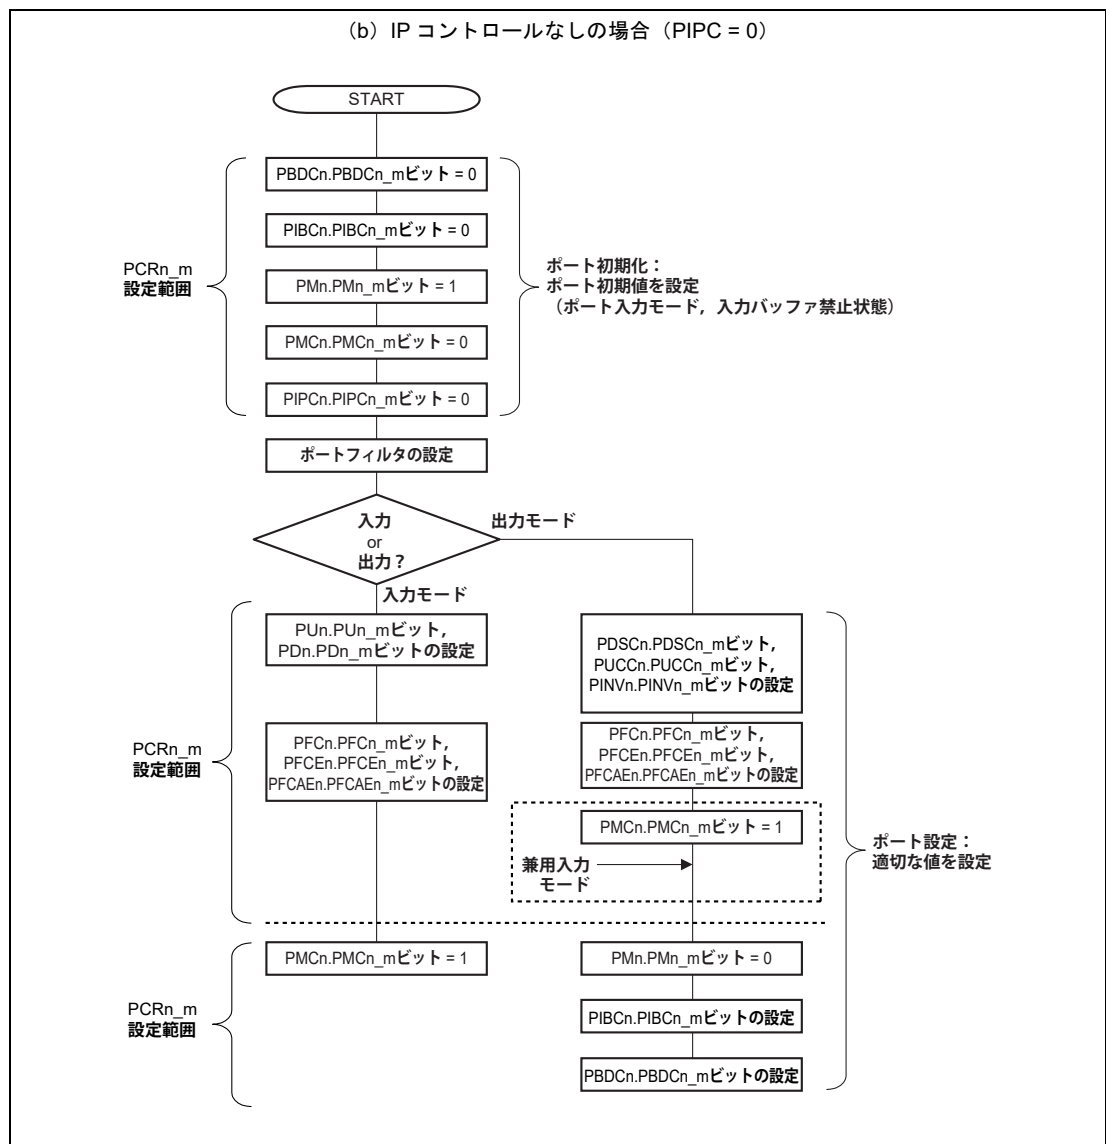 （b）IP コントロールなしの場合（PIPC = 0）
START
PBDCn.PBDCn_mビット = 0
PIBCn.PIBCn_mビット = 0
PMn.PMn_mビット = 1
PMCn.PMCn_mビット = 0
PIPCn.PIPCn_mビット = 0
PCRn_m
設定範囲
ポート初期化：
ポート初期値を設定
（ポート入力モード，入力バッファ禁止状態）
ポートフィルタの設定
入力
or
出力？
出力モード
入力モード
PUn.PUn_mビット，
PDn.PDn_mビットの設定
PFCn.PFCn_mビット，
PFCEn.PFCEn_mビット，
PFCAEn.PFCAEn_mビットの設定
PCRn_m
設定範囲
PDSCn.PDSCn_mビット，
PUCCn.PUCCn_mビット，
PINVn.PINVn_mビットの設定
PFCn.PFCn_mビット，
PFCEn.PFCEn_mビット，
PFCAEn.PFCAEn_mビットの設定
PMCn.PMCn_mビット = 1
兼用入力
モード
ポート設定：
適切な値を設定
PMCn.PMCn_mビット = 1
PMn.PMn_mビット = 0
PCRn_m
設定範囲
PIBCn.PIBCn_mビットの設定
PBDCn.PBDCn_mビットの設定